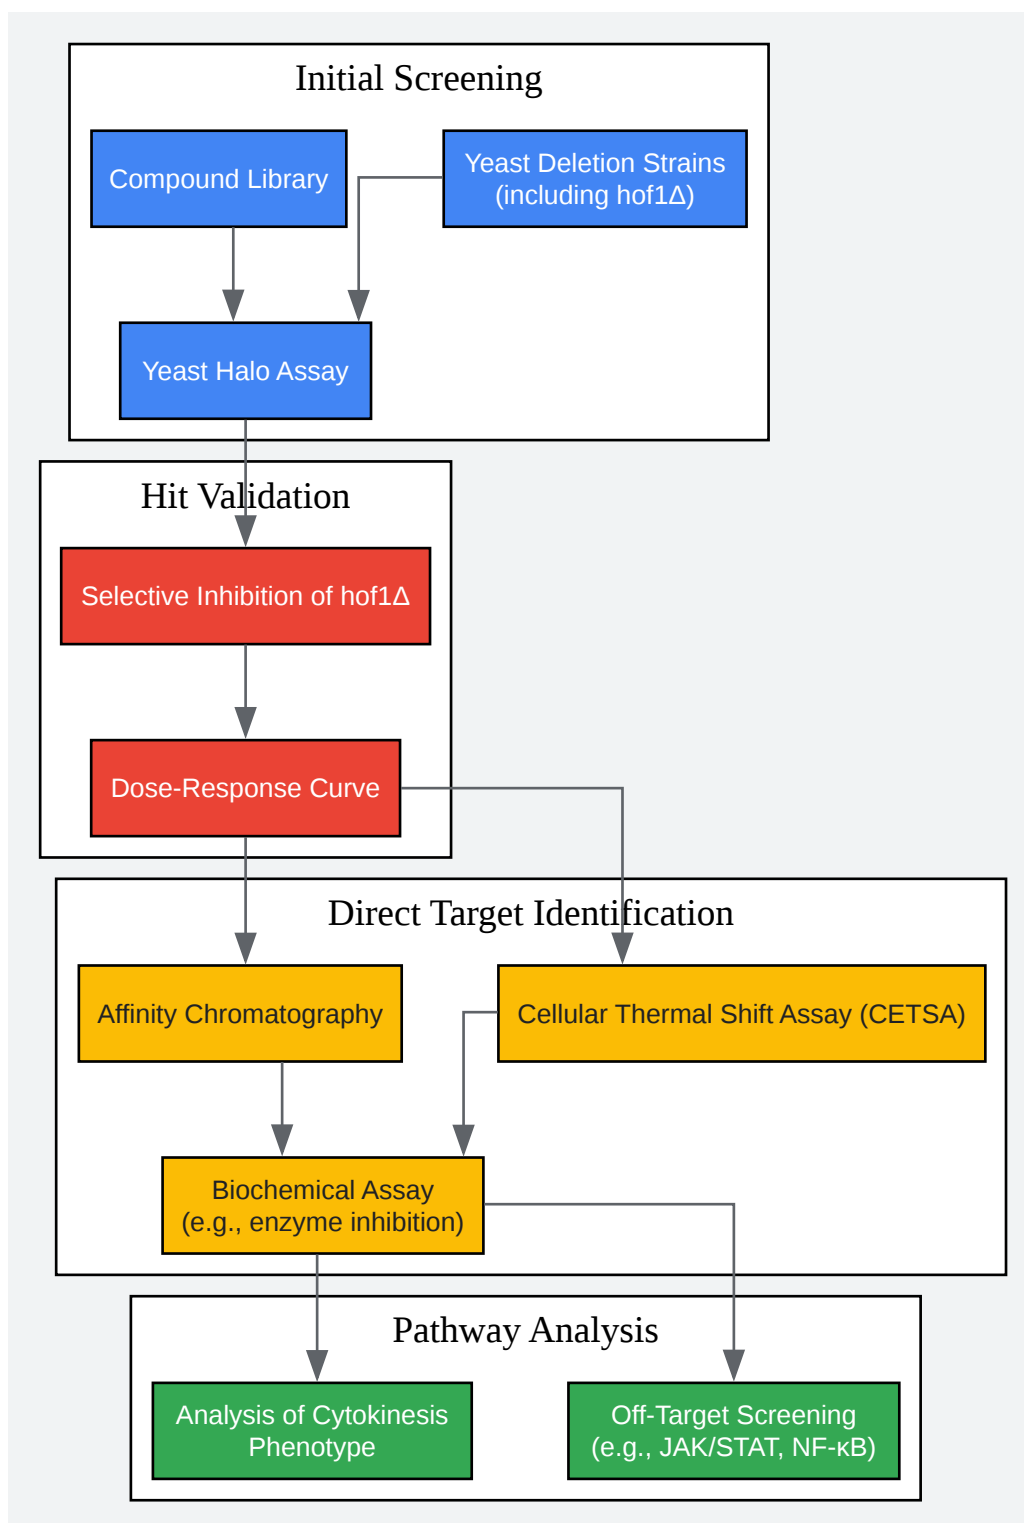 Initial Screening
Compound Library
Yeast Deletion Strains
(including hof1Δ)
Yeast Halo Assay
Hit Validation
Selective Inhibition of hof1Δ
Dose-Response Curve
Direct Target Identification
Affinity Chromatography
Cellular Thermal Shift Assay (CETSA)
Biochemical Assay
(e.g., enzyme inhibition)
Pathway Analysis
Analysis of Cytokinesis
Phenotype
Off-Target Screening
(e.g., JAK/STAT, NF-κB)